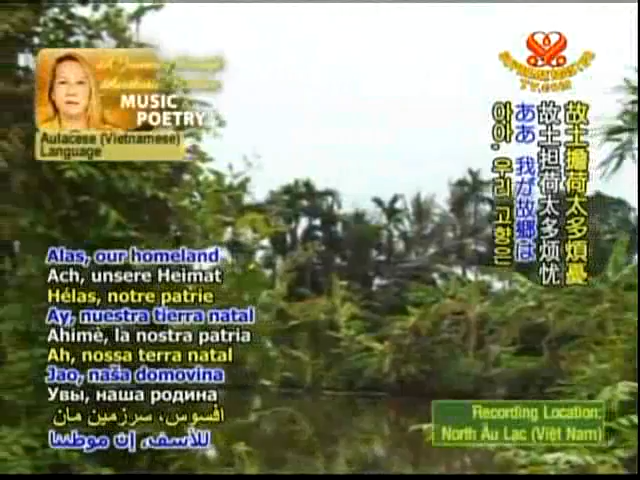 MUSIC
POETRY
Aulacese (Vietnamese)
Language
SUPREME MASTER
TV.COM
故土擔荷太多煩憂
故土担荷太多烦忧
ああ 我が故郷は
아아, 우리 고향은
Alas, our homeland
Ach, unsere Heimat
Hélas, notre patrie
Ay, nuestra tierra natal
Ahimè, la nostra patria
Ah, nossa terra natal
Jao, naša domovina
Увы, наша родина
افسوس، سرزمین مان
للأسف، إن موطننا
Recording Location:
North Âu Lạc (Việt Nam)